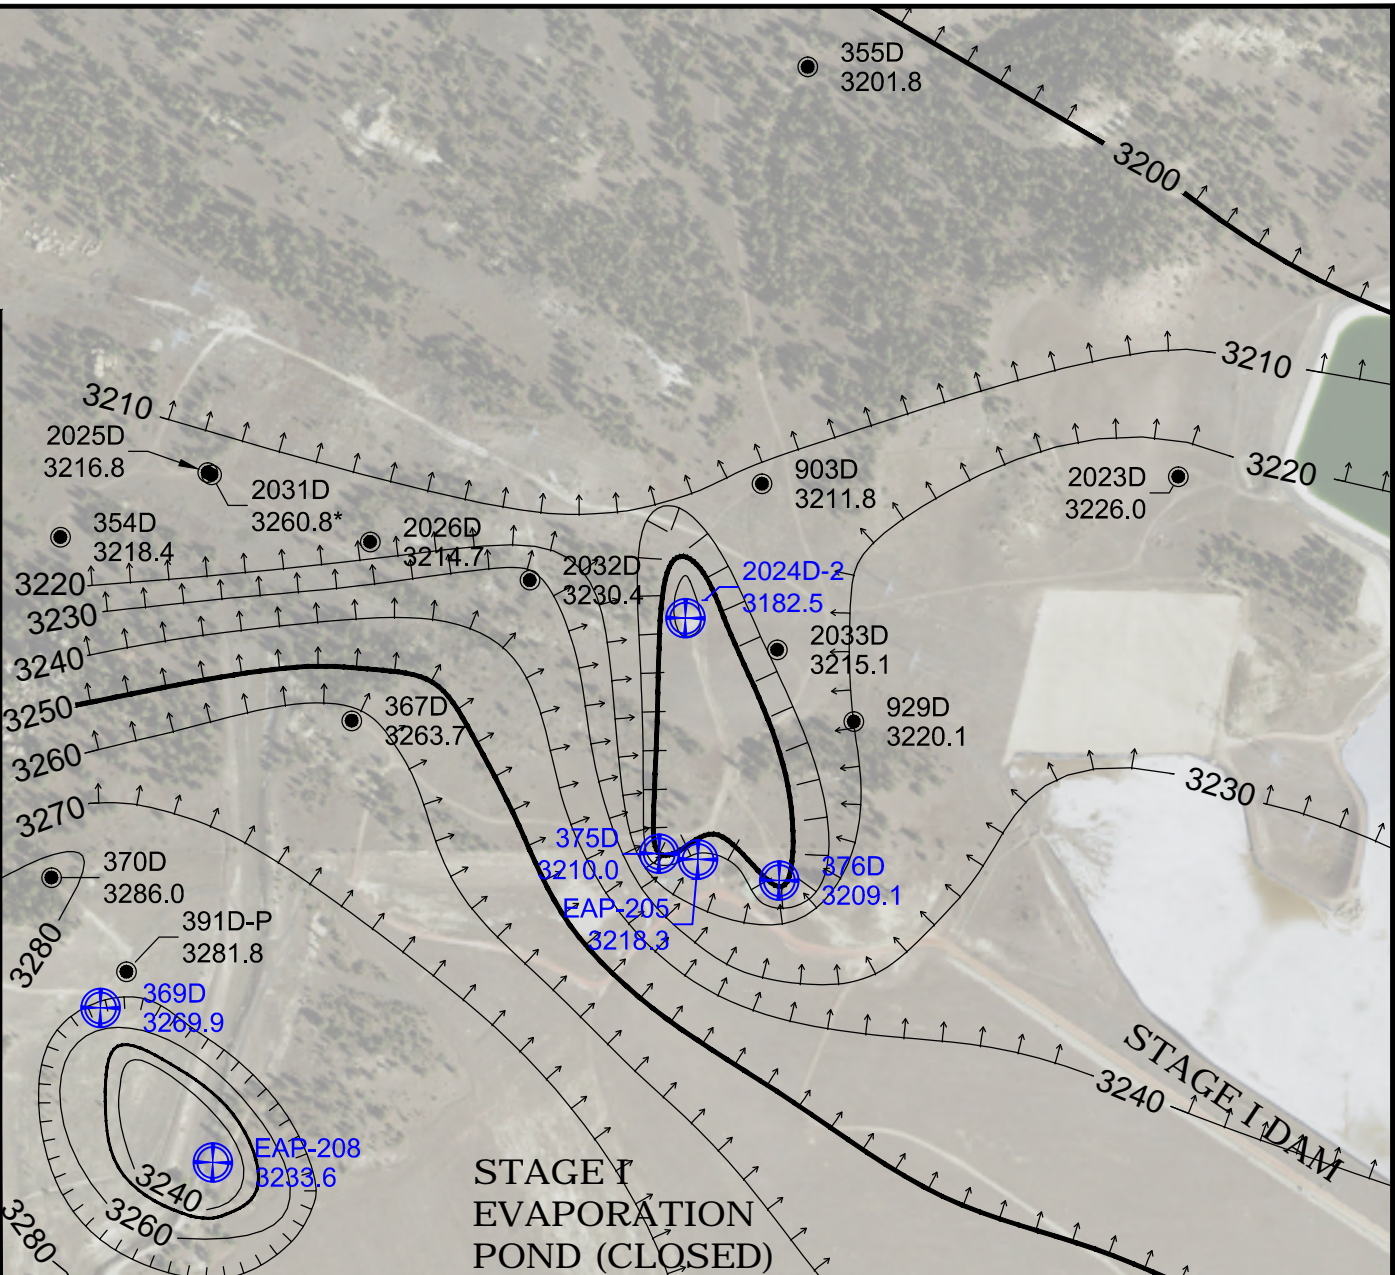 355D
3201.8
3200
3210
3210
2025D
3216.8
2031D
3260.8*
903D
3211.8
2023D
3226.0
3220
354D
3218.4
2026D
3214.7
2032D
3230.4
2024D-2
3182.5
3220
3230
3240
2033D
3215.1
3250
367D
3263.7
929D
3220.1
3260
3270
3230
375D
3210.0
376D
3209.1
EAP-205
3218.3
370D
3286.0
391D-P
3281.8
3280
369D
3269.9
3240
STAGE I DAM
EAP-208
3233.6
3240
3260
3280
STAGE I
EVAPORATION
POND (CLOSED)